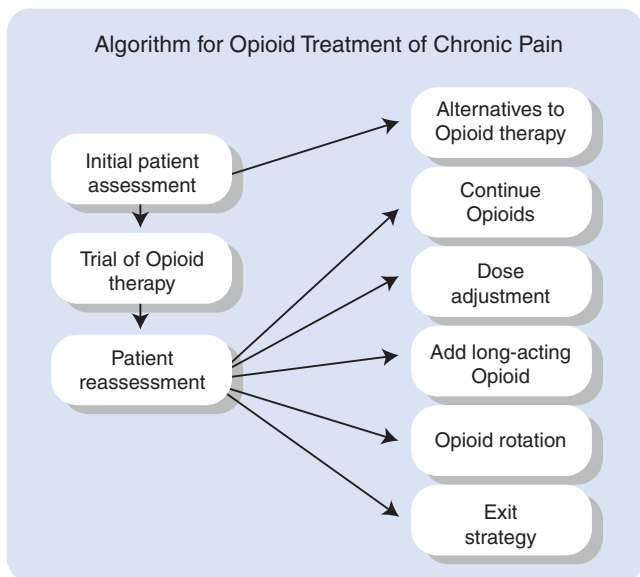 Algorithm for Opioid Treatment of Chronic Pain
Initial patient
assessment
Trial of Opioid
therapy
Patient
reassessment
Alternatives to
Opioid therapy
Continue
Opioids
Dose
adjustment
Add long-acting
Opioid
Opioid rotation
Exit
strategy